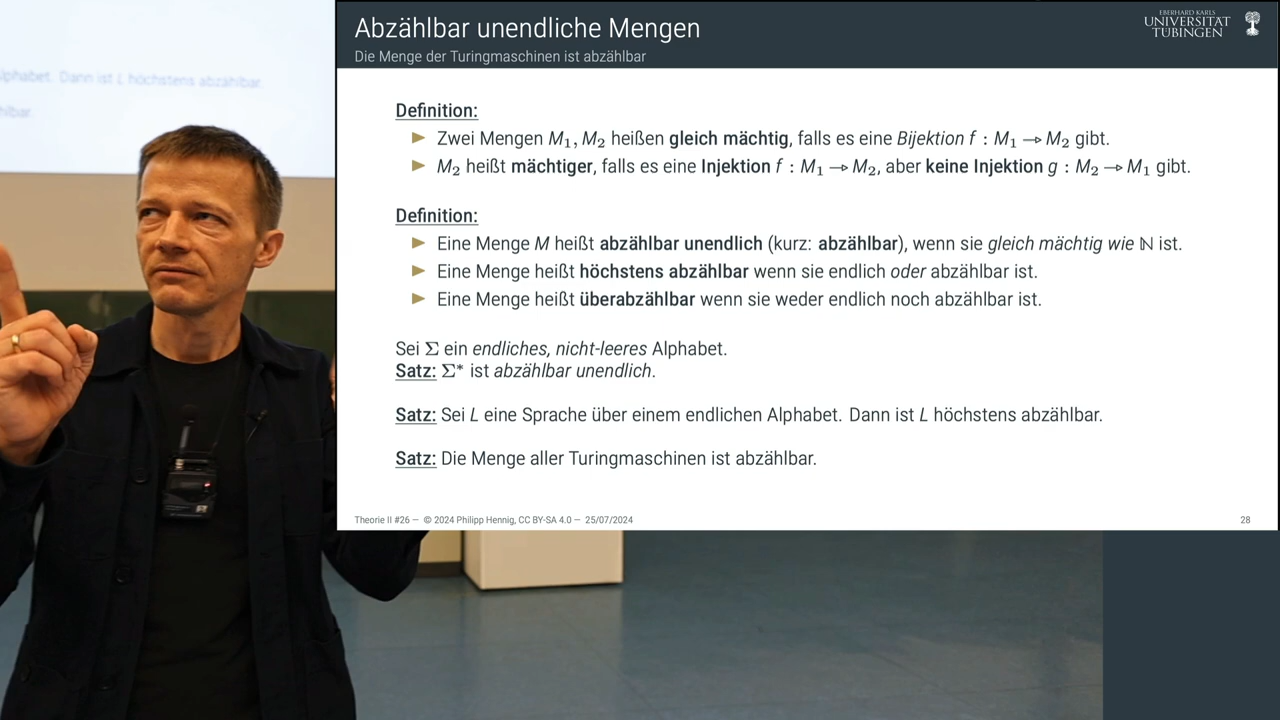 Abzählbar unendliche Mengen
Die Menge der Turingmaschinen ist abzählbar
EBERHARD KARLS
UNIVERSITÄT
TÜBINGEN
lphabet. Dann ist L höchstens abzählbar.
hlbar.
Definition:
▶ Zwei Mengen M₁, M₂ heißen gleich mächtig, falls es eine Bijektion f : M₁ → M₂ gibt.
▶ M₂ heißt mächtiger, falls es eine Injektion f : M₁ → M₂, aber keine Injektion g : M₂ → M₁ gibt.
Definition:
▶ Eine Menge M heißt abzählbar unendlich (kurz: abzählbar), wenn sie gleich mächtig wie ℕ ist.
▶ Eine Menge heißt höchstens abzählbar wenn sie endlich oder abzählbar ist.
▶ Eine Menge heißt überabzählbar wenn sie weder endlich noch abzählbar ist.
Sei Σ ein endliches, nicht-leeres Alphabet.
Satz: Σ* ist abzählbar unendlich.
Satz: Sei L eine Sprache über einem endlichen Alphabet. Dann ist L höchstens abzählbar.
Satz: Die Menge aller Turingmaschinen ist abzählbar.
Theorie II #26 — © 2024 Philipp Hennig, CC BY-SA 4.0 — 25/07/2024
28